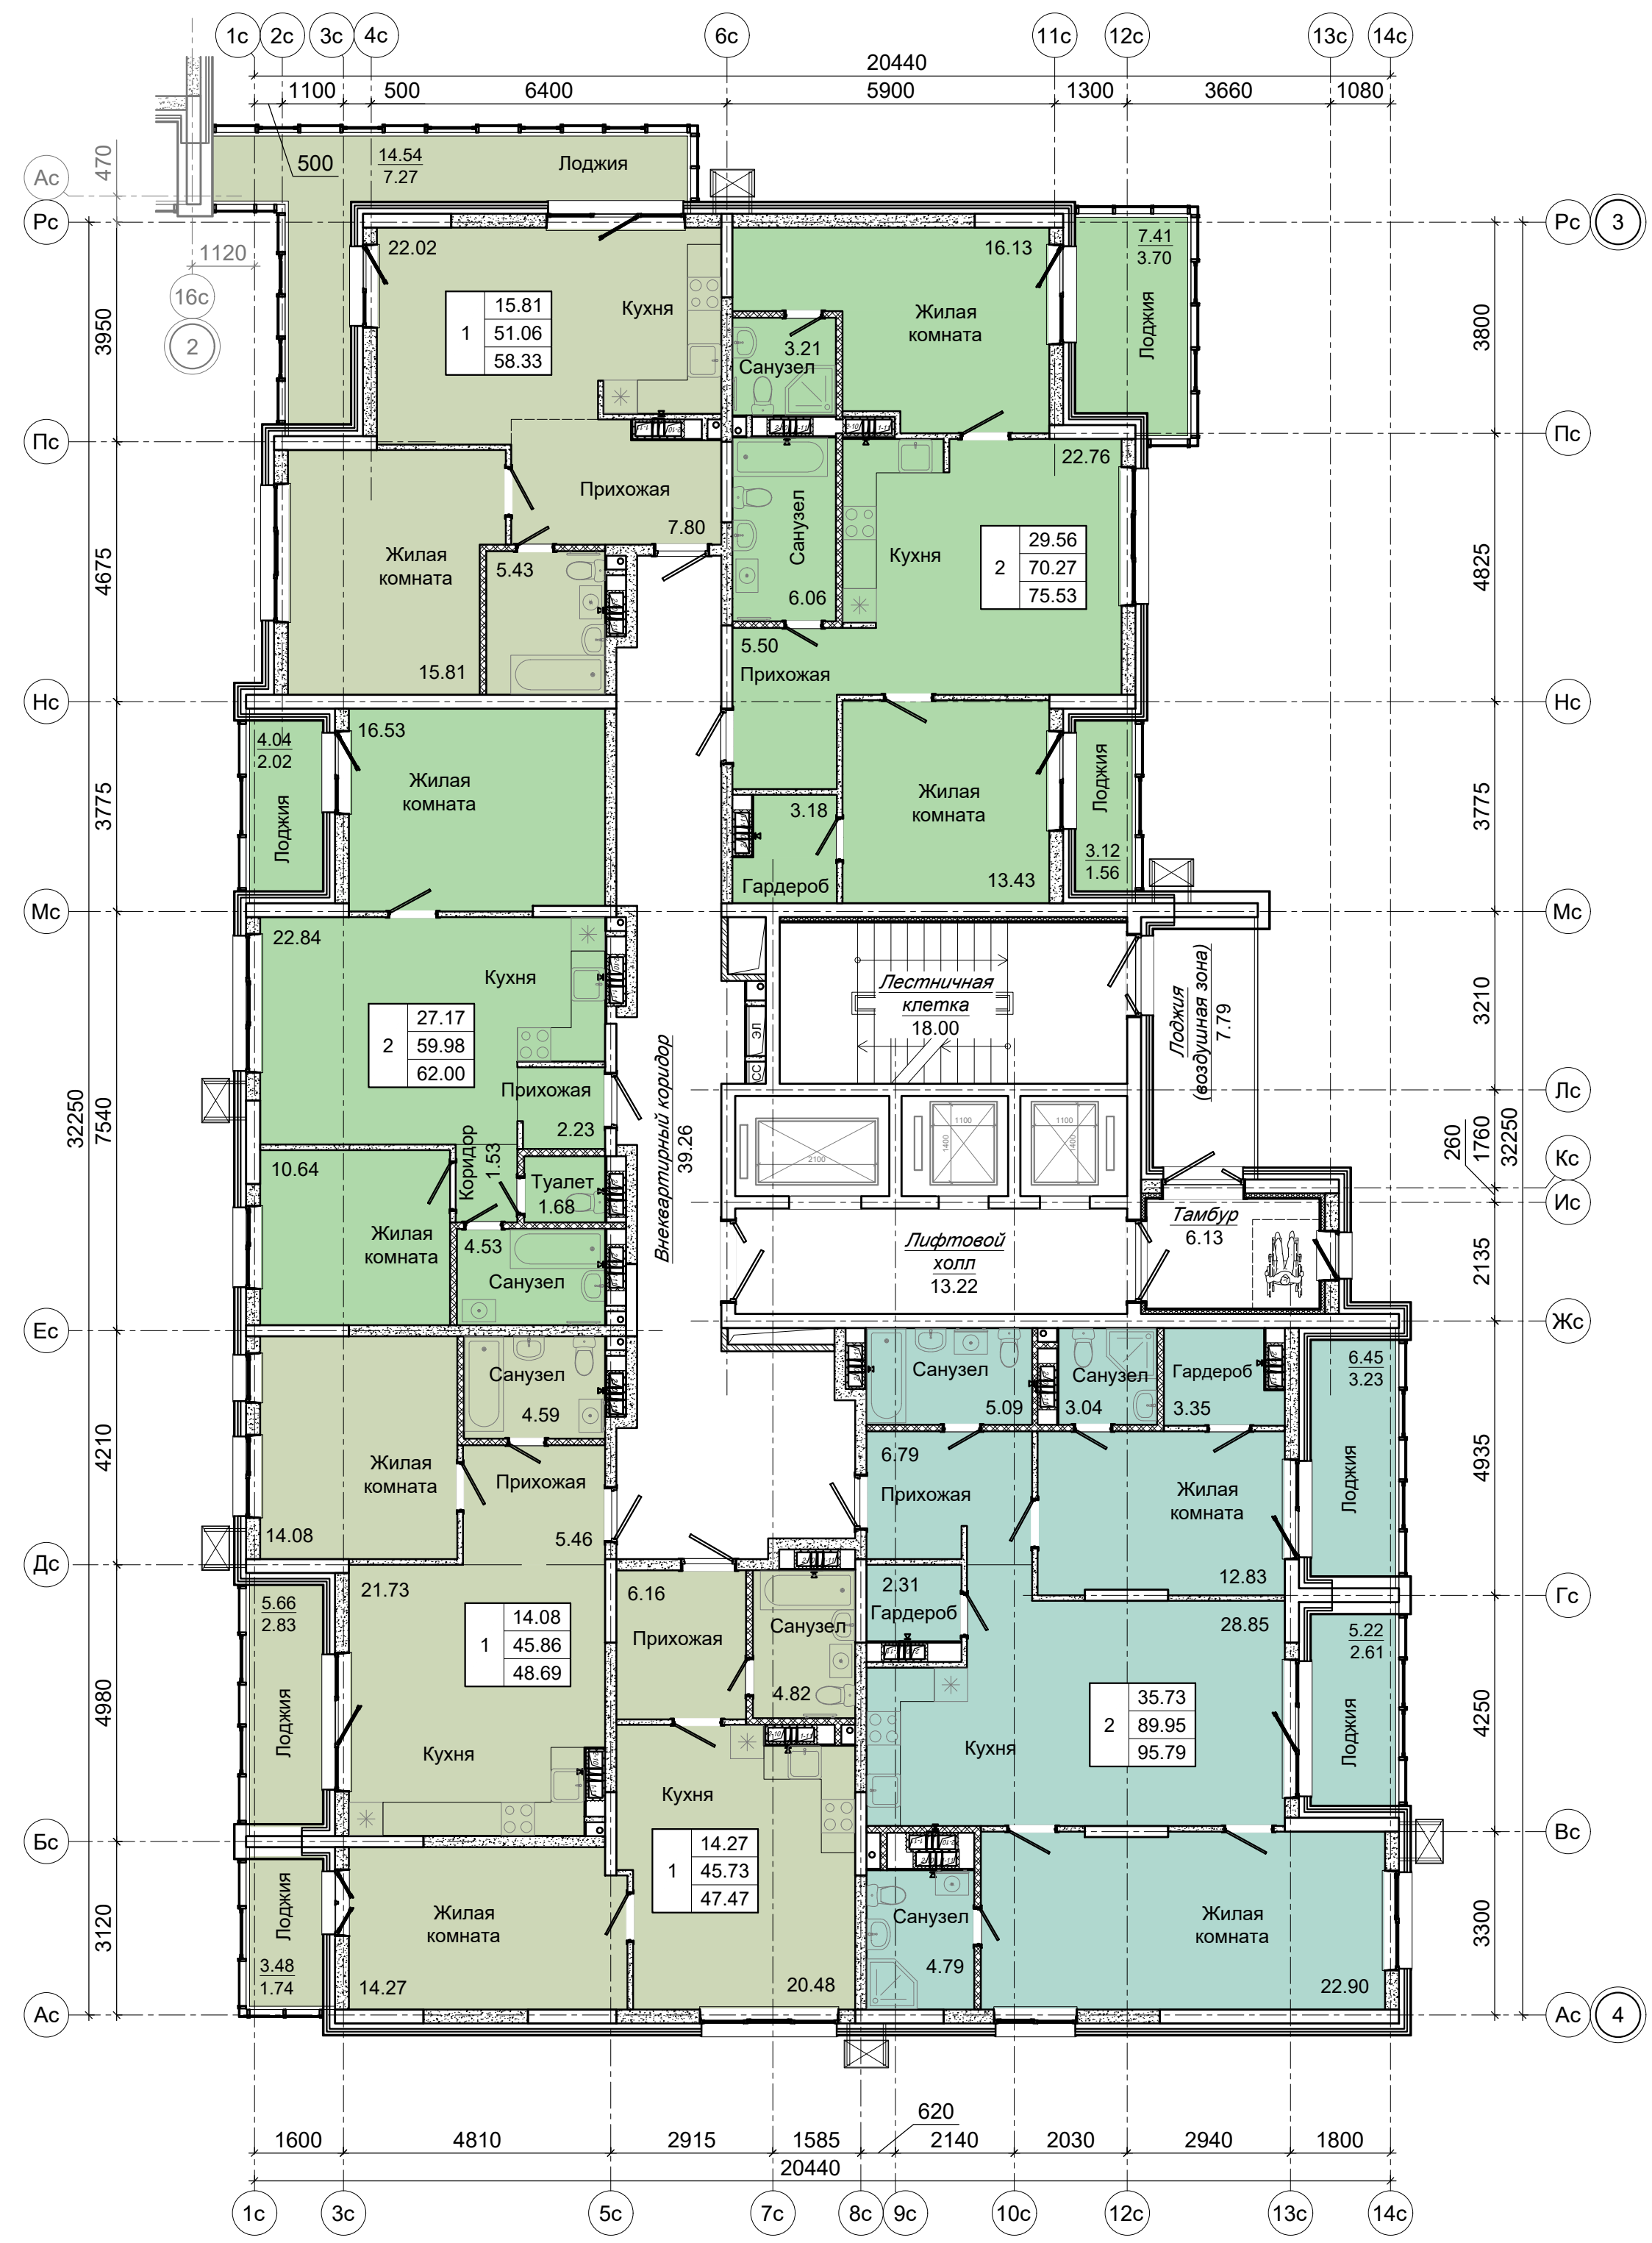 1с 2с 3с 4с 6с 11с 12с 13с 14с
20440
1100 500 6400 5900 1300 3660 1080
500
14.54
7.27
Лоджия
470
Ас
Рс
Рс 3
1120
16с
2
22.02
15.81
1 51.06
58.33
Кухня
16.13
Жилая
комната
7.41
3.70
Лоджия
3.21
Санузел
3950
3800
Пс
Пс
22.76
Прихожая
7.80
Жилая
комната
5.43
15.81
Санузел
6.06
Кухня
29.56
2 70.27
75.53
5.50
Прихожая
4675
4825
Нс
Нс
4.04
2.02
Лоджия
16.53
Жилая
комната
3.18
Гардероб
Жилая
комната
13.43
Лоджия
3.12
1.56
3775
3775
Мс
Мс
22.84
Кухня
27.17
2 59.98
62.00
Прихожая
2.23
Лестничная
клетка
18.00
ЭЛ
СС
Лоджия
(воздушная зона)
7.79
3210
Лс
32250
7540
Внеквартирный коридор
39.26
2100
1100
1400
1100
1400
260
1760
32250
Кс
Ис
10.64
Жилая
комната
Коридор
1.53
Туалет
1.68
4.53
Санузел
Лифтовой
холл
13.22
Тамбур
6.13
2135
Ес
Жс
Санузел
4.59
Жилая
комната
14.08
Прихожая
5.46
Санузел
5.09
Санузел
3.04
Гардероб
3.35
6.45
3.23
Лоджия
4210
4935
6.79
Прихожая
Жилая
комната
12.83
Дс
Гс
5.66
2.83
Лоджия
21.73
14.08
1 45.86
48.69
Кухня
6.16
Прихожая
Санузел
4.82
2.31
Гардероб
28.85
5.22
2.61
Лоджия
35.73
2 89.95
95.79
Кухня
4980
4250
Бс
Вс
Кухня
14.27
1 45.73
47.47
20.48
Лоджия
3.48
1.74
Жилая
комната
14.27
Санузел
4.79
Жилая
комната
22.90
3120
3300
Ас
Ас 4
620
1600 4810 2915 1585 2140 2030 2940 1800
20440
1с 3с 5с 7с 8с 9с 10с 12с 13с 14с